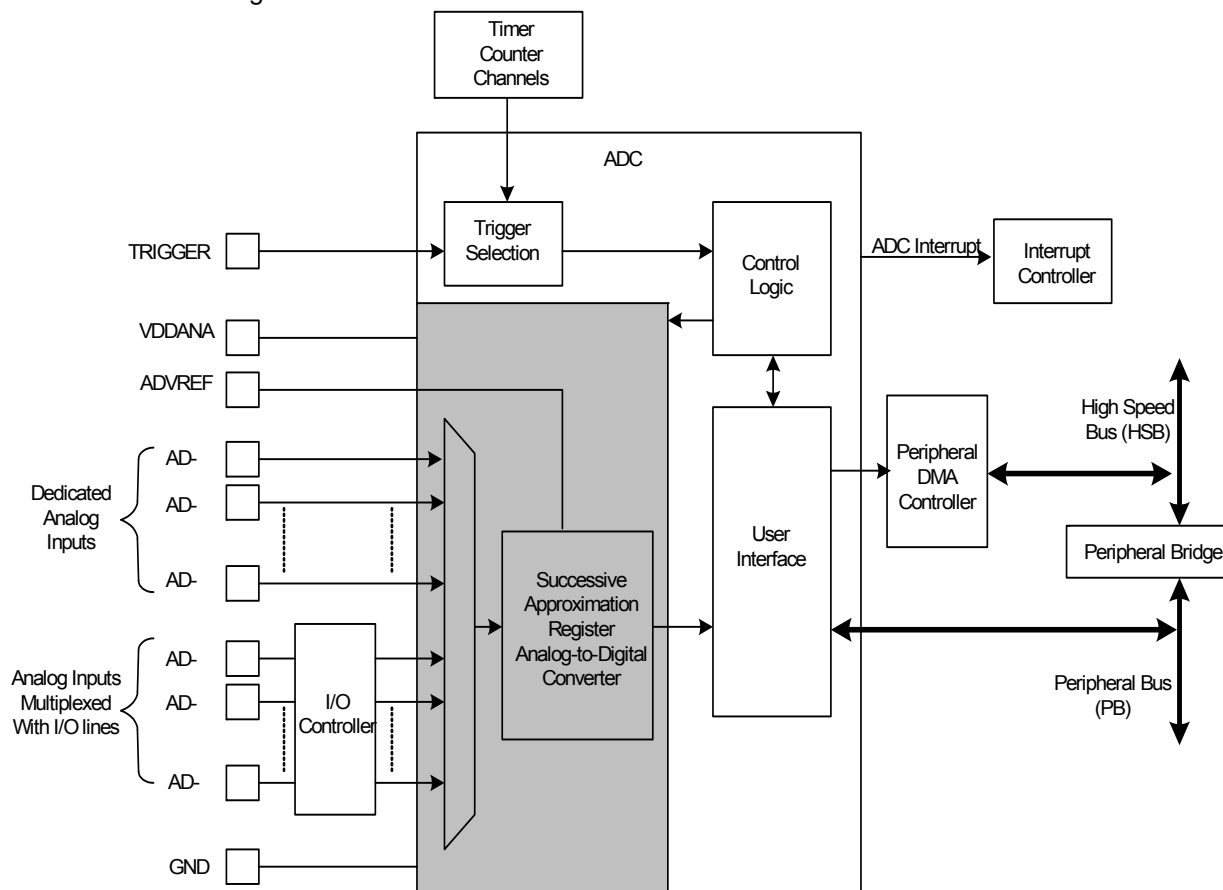 Timer
Counter
Channels
ADC
TRIGGER
Trigger
Selection
Control
Logic
ADC Interrupt
Interrupt
Controller
VDDANA
ADVREF
Dedicated
Analog
Inputs
AD-
AD-
AD-
Analog Inputs
Multiplexed
With I/O lines
AD-
AD-
AD-
I/O
Controller
GND
Successive
Approximation
Register
Analog-to-Digital
Converter
User
Interface
Peripheral
DMA
Controller
High Speed
Bus (HSB)
Peripheral Bridge
Peripheral Bus
(PB)